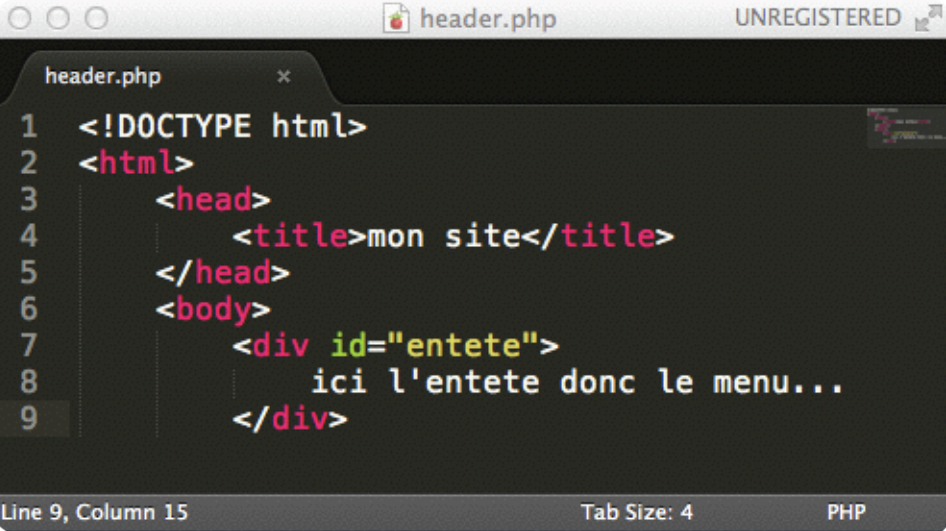 header.php
UNREGISTERED
header.php ×
1 <!DOCTYPE html>
2 <html>
3 <head>
4 <title>mon site</title>
5 </head>
6 <body>
7 <div id="entete">
8 ici l'entete donc le menu...
9 </div>
Line 9, Column 15
Tab Size: 4
PHP